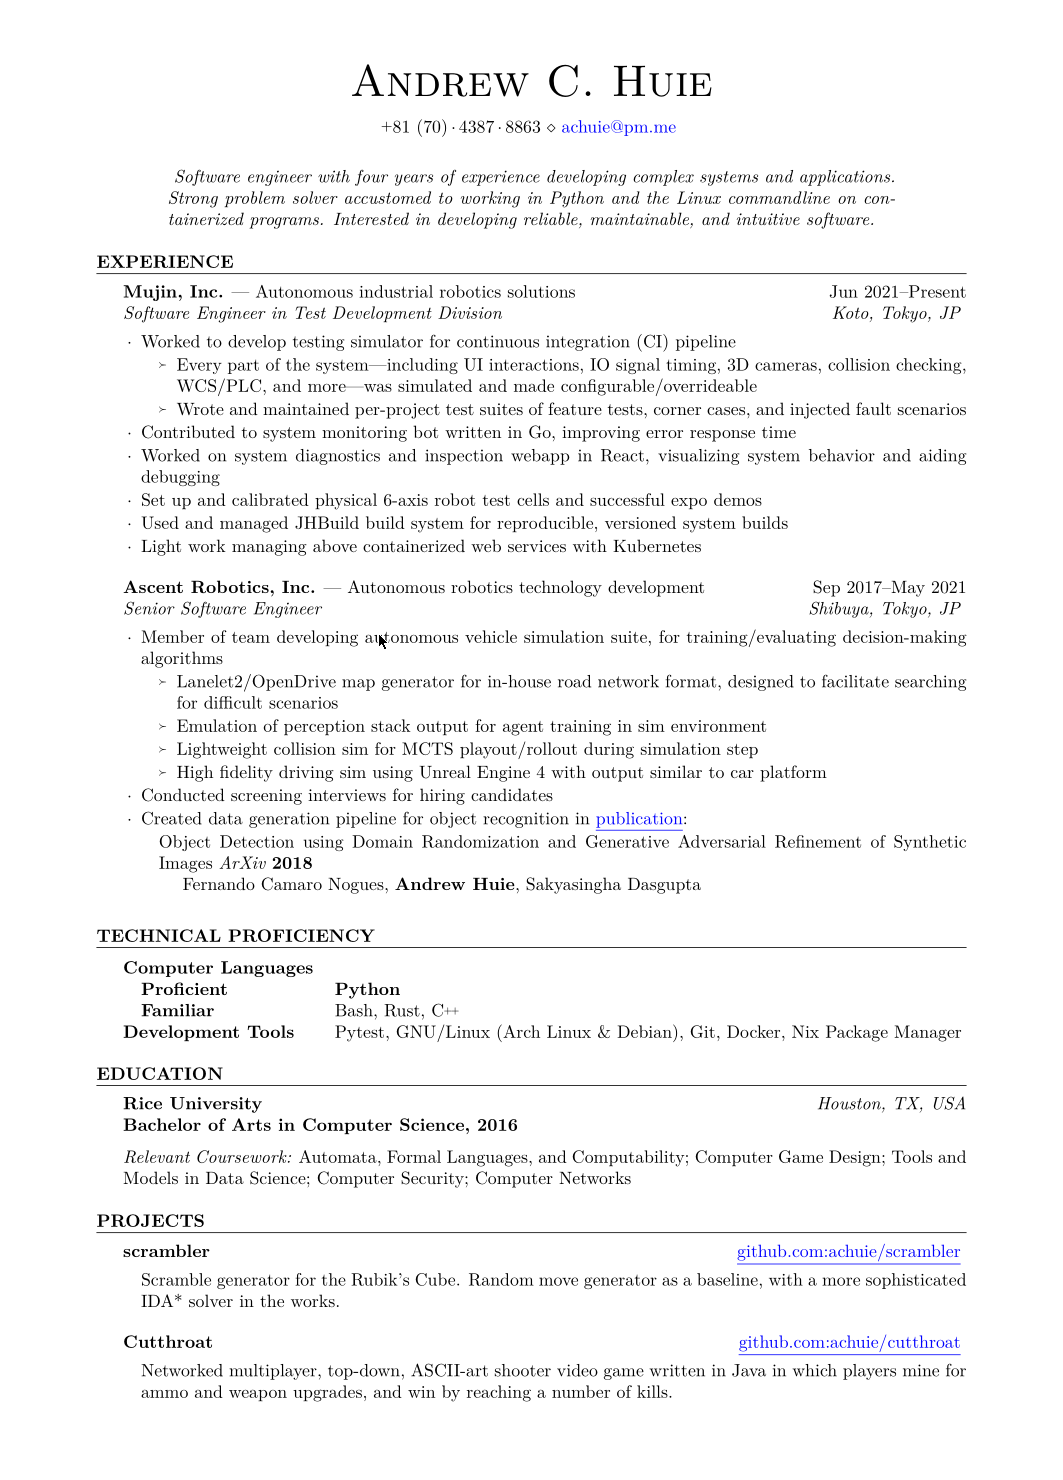 Andrew C. Huie
+81 (70) · 4387 · 8863 ⋄ achuie@pm.me
Software engineer with four years of experience developing complex systems and applications.
Strong problem solver accustomed to working in Python and the Linux commandline on con-
tainerized programs. Interested in developing reliable, maintainable, and intuitive software.
EXPERIENCE
Mujin, Inc. — Autonomous industrial robotics solutions Jun 2021–Present
Software Engineer in Test Development Division Koto, Tokyo, JP
· Worked to develop testing simulator for continuous integration (CI) pipeline
≻ Every part of the system—including UI interactions, IO signal timing, 3D cameras, collision checking,
WCS/PLC, and more—was simulated and made configurable/overrideable
≻ Wrote and maintained per-project test suites of feature tests, corner cases, and injected fault scenarios
· Contributed to system monitoring bot written in Go, improving error response time
· Worked on system diagnostics and inspection webapp in React, visualizing system behavior and aiding
debugging
· Set up and calibrated physical 6-axis robot test cells and successful expo demos
· Used and managed JHBuild build system for reproducible, versioned system builds
· Light work managing above containerized web services with Kubernetes
Ascent Robotics, Inc. — Autonomous robotics technology development Sep 2017–May 2021
Senior Software Engineer Shibuya, Tokyo, JP
· Member of team developing autonomous vehicle simulation suite, for training/evaluating decision-making
algorithms
≻ Lanelet2/OpenDrive map generator for in-house road network format, designed to facilitate searching
for difficult scenarios
≻ Emulation of perception stack output for agent training in sim environment
≻ Lightweight collision sim for MCTS playout/rollout during simulation step
≻ High fidelity driving sim using Unreal Engine 4 with output similar to car platform
· Conducted screening interviews for hiring candidates
· Created data generation pipeline for object recognition in publication:
Object Detection using Domain Randomization and Generative Adversarial Refinement of Synthetic
Images ArXiv 2018
Fernando Camaro Nogues, Andrew Huie, Sakyasingha Dasgupta
TECHNICAL PROFICIENCY
Computer Languages
Proficient Python
Familiar Bash, Rust, C++
Development Tools Pytest, GNU/Linux (Arch Linux & Debian), Git, Docker, Nix Package Manager
EDUCATION
Rice University Houston, TX, USA
Bachelor of Arts in Computer Science, 2016
Relevant Coursework: Automata, Formal Languages, and Computability; Computer Game Design; Tools and
Models in Data Science; Computer Security; Computer Networks
PROJECTS
scrambler github.com:achuie/scrambler
Scramble generator for the Rubik's Cube. Random move generator as a baseline, with a more sophisticated
IDA* solver in the works.
Cutthroat github.com:achuie/cutthroat
Networked multiplayer, top-down, ASCII-art shooter video game written in Java in which players mine for
ammo and weapon upgrades, and win by reaching a number of kills.